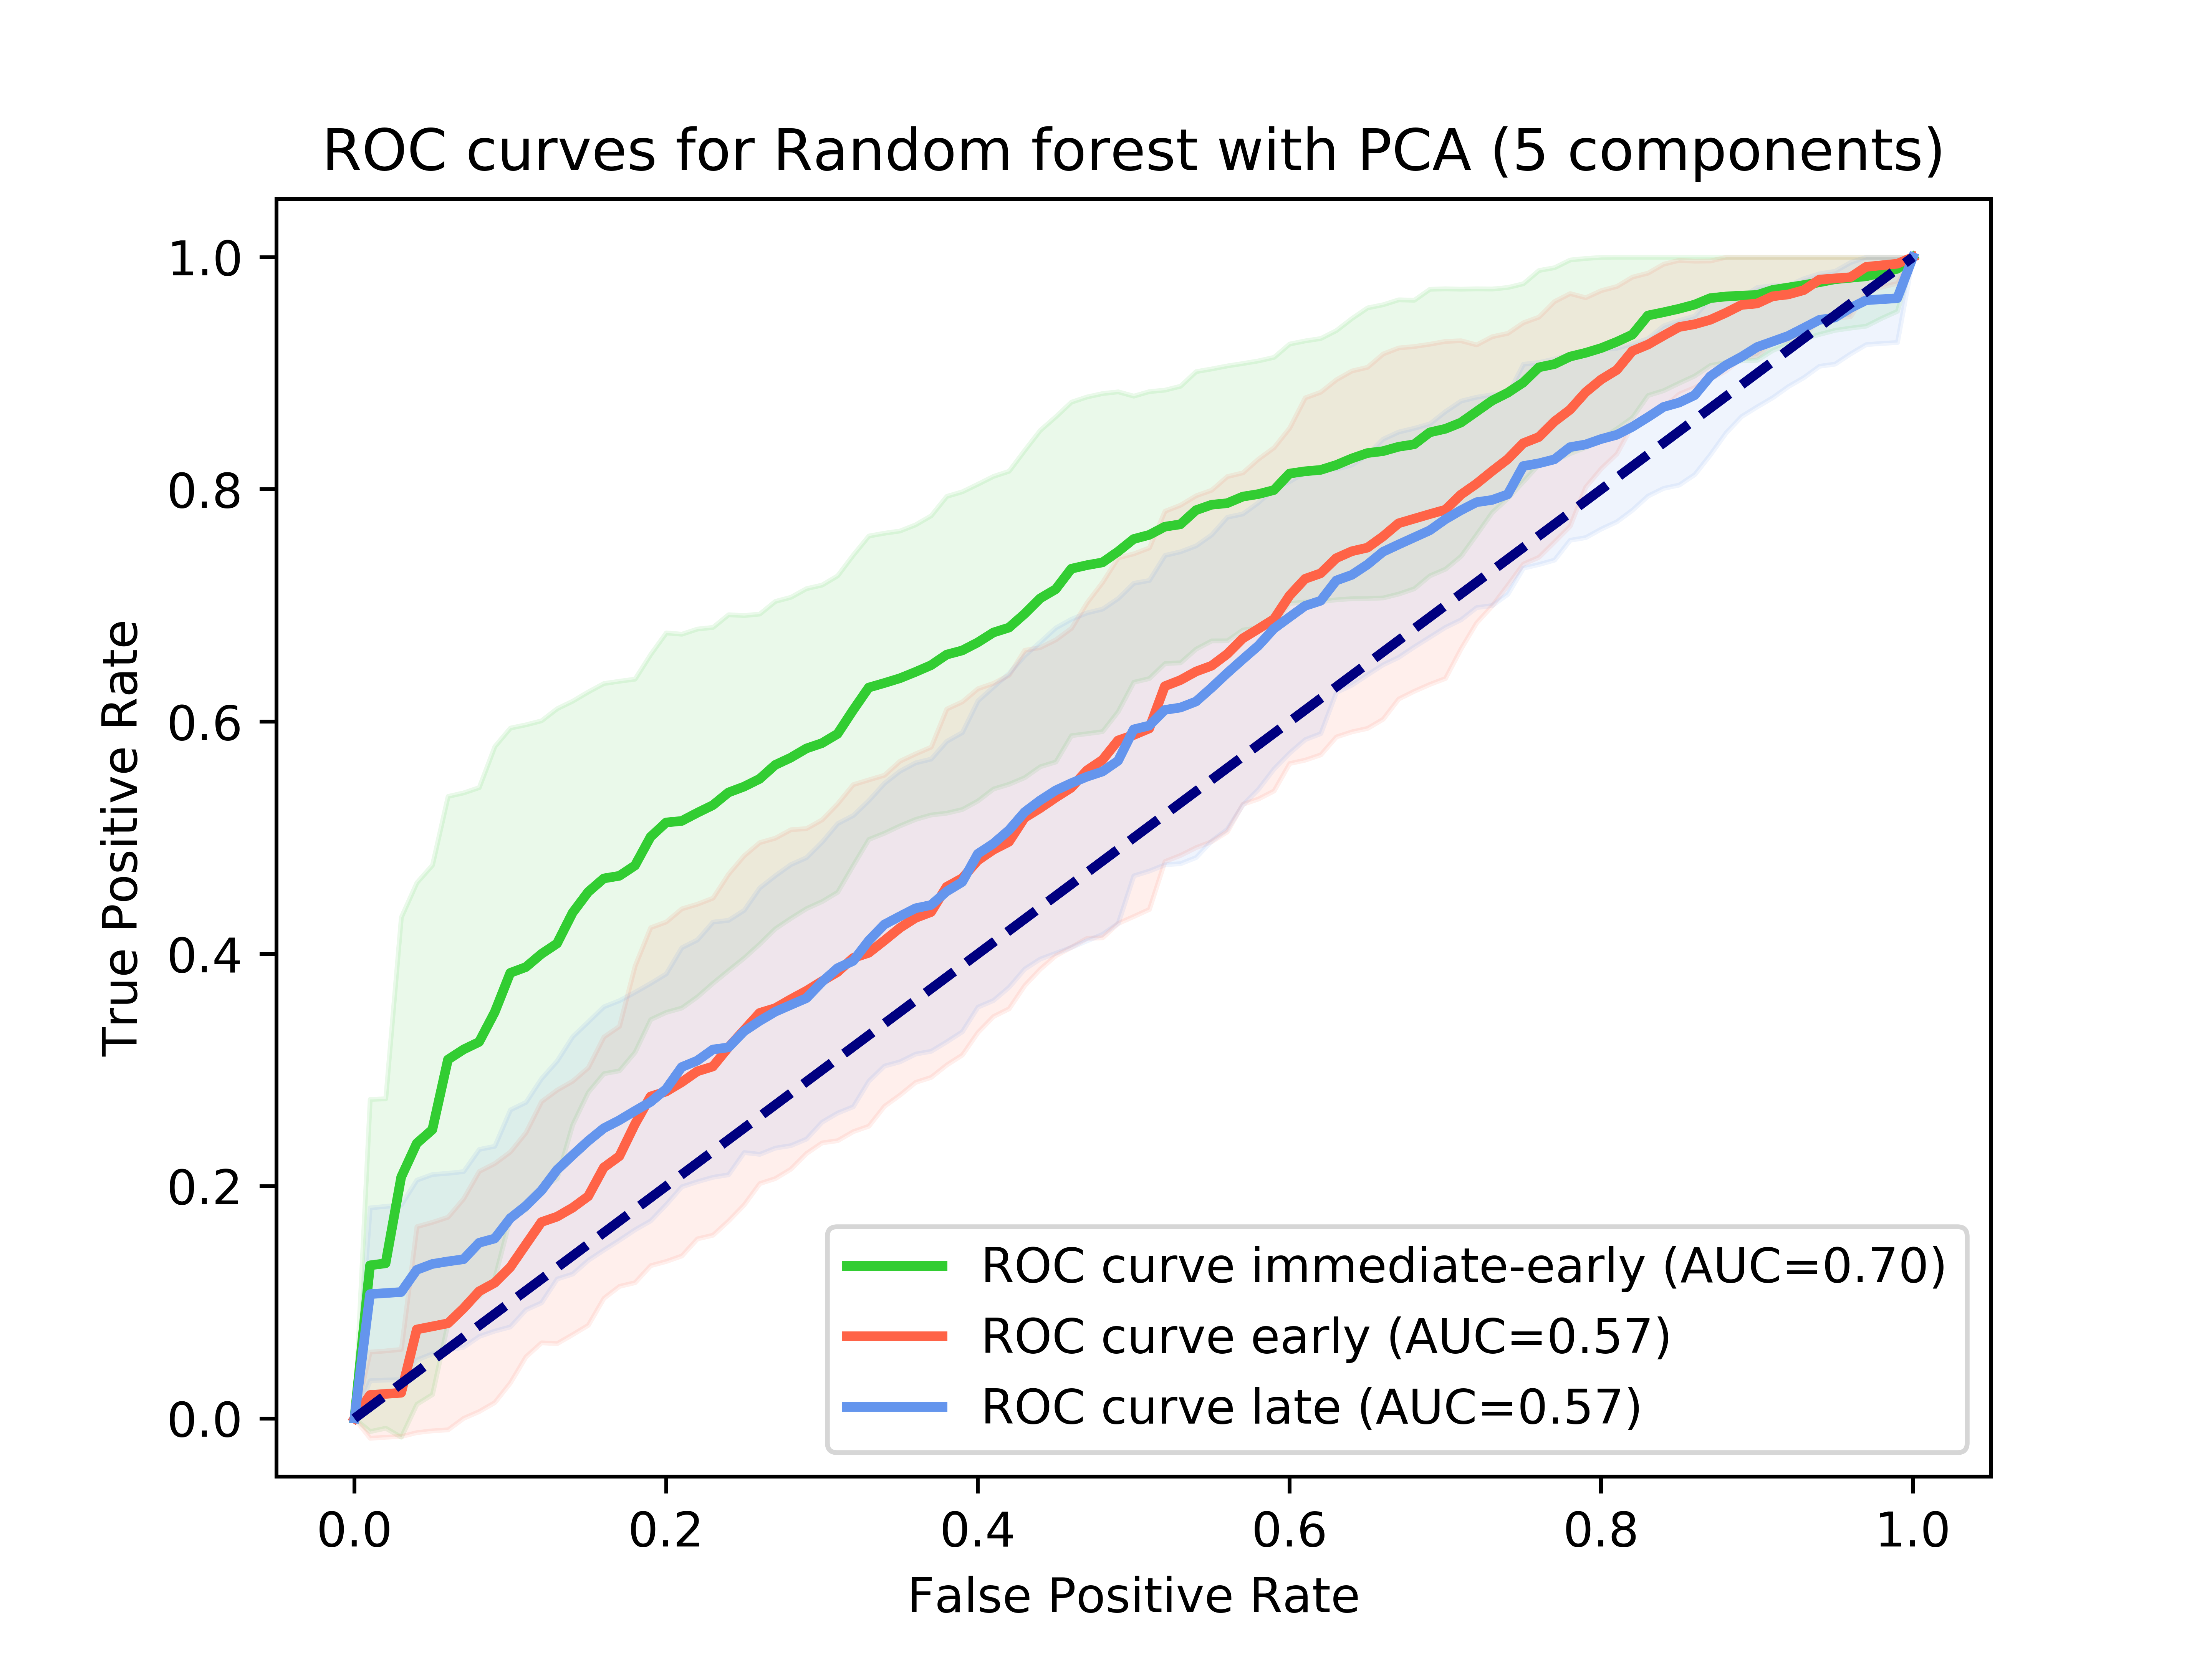 ROC curves for Random forest with PCA (5 components)
1.0
0.8
0.6
0.4
0.2
0.0
True Positive Rate
ROC curve immediate-early (AUC=0.70)
ROC curve early (AUC=0.57)
ROC curve late (AUC=0.57)
0.0 0.2 0.4 0.6 0.8 1.0
False Positive Rate